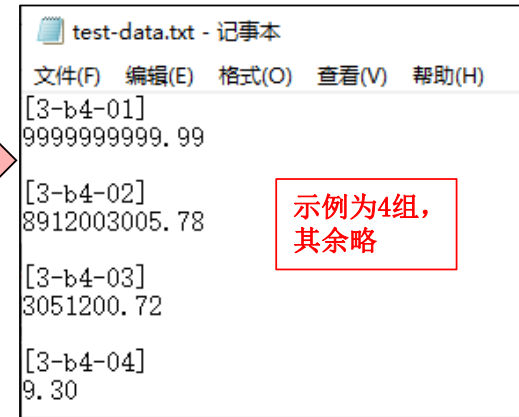 test-data.txt - 记事本
文件(F) 编辑(E) 格式(O) 查看(V) 帮助(H)
[3-b4-01]
9999999999.99
[3-b4-02]
8912003005.78
示例为4组，
其余略
[3-b4-03]
3051200.72
[3-b4-04]
9.30